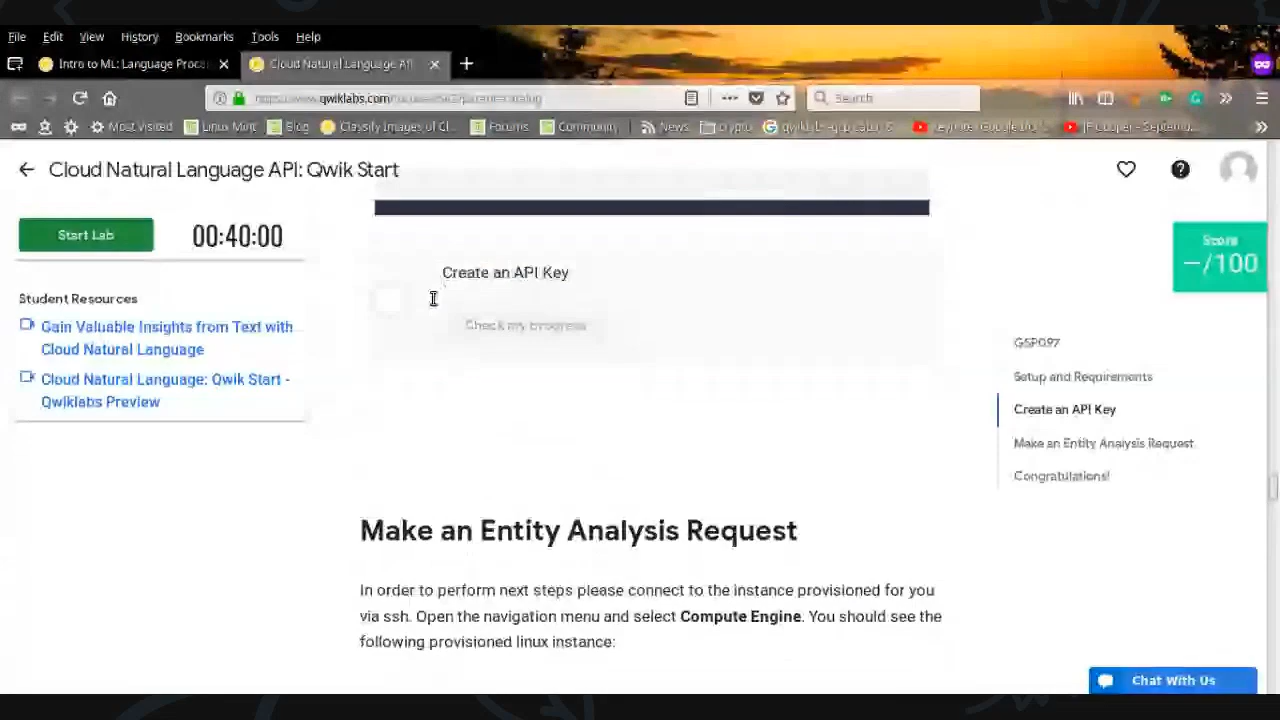 File Edit View History Bookmarks Tools Help
Intro to ML: Language Proce
Cloud Natural Language API
qwiklabs.com
Search
Most Visited
Linux Mint
Blog
Classify Images of Cl
Forums
Community
News
crypto
Cloud Natural Language API: Qwik Start
Start Lab
00:40:00
Student Resources
Gain Valuable Insights from Text with
Cloud Natural Language
Cloud Natural Language: Qwik Start -
Qwiklabs Preview
Create an API Key
Check my progress
Make an Entity Analysis Request
In order to perform next steps please connect to the instance provisioned for you
via ssh. Open the navigation menu and select Compute Engine. You should see the
following provisioned linux instance:
Score
—/100
GSP097
Setup and Requirements
Create an API Key
Make an Entity Analysis Request
Congratulations!
Chat With Us